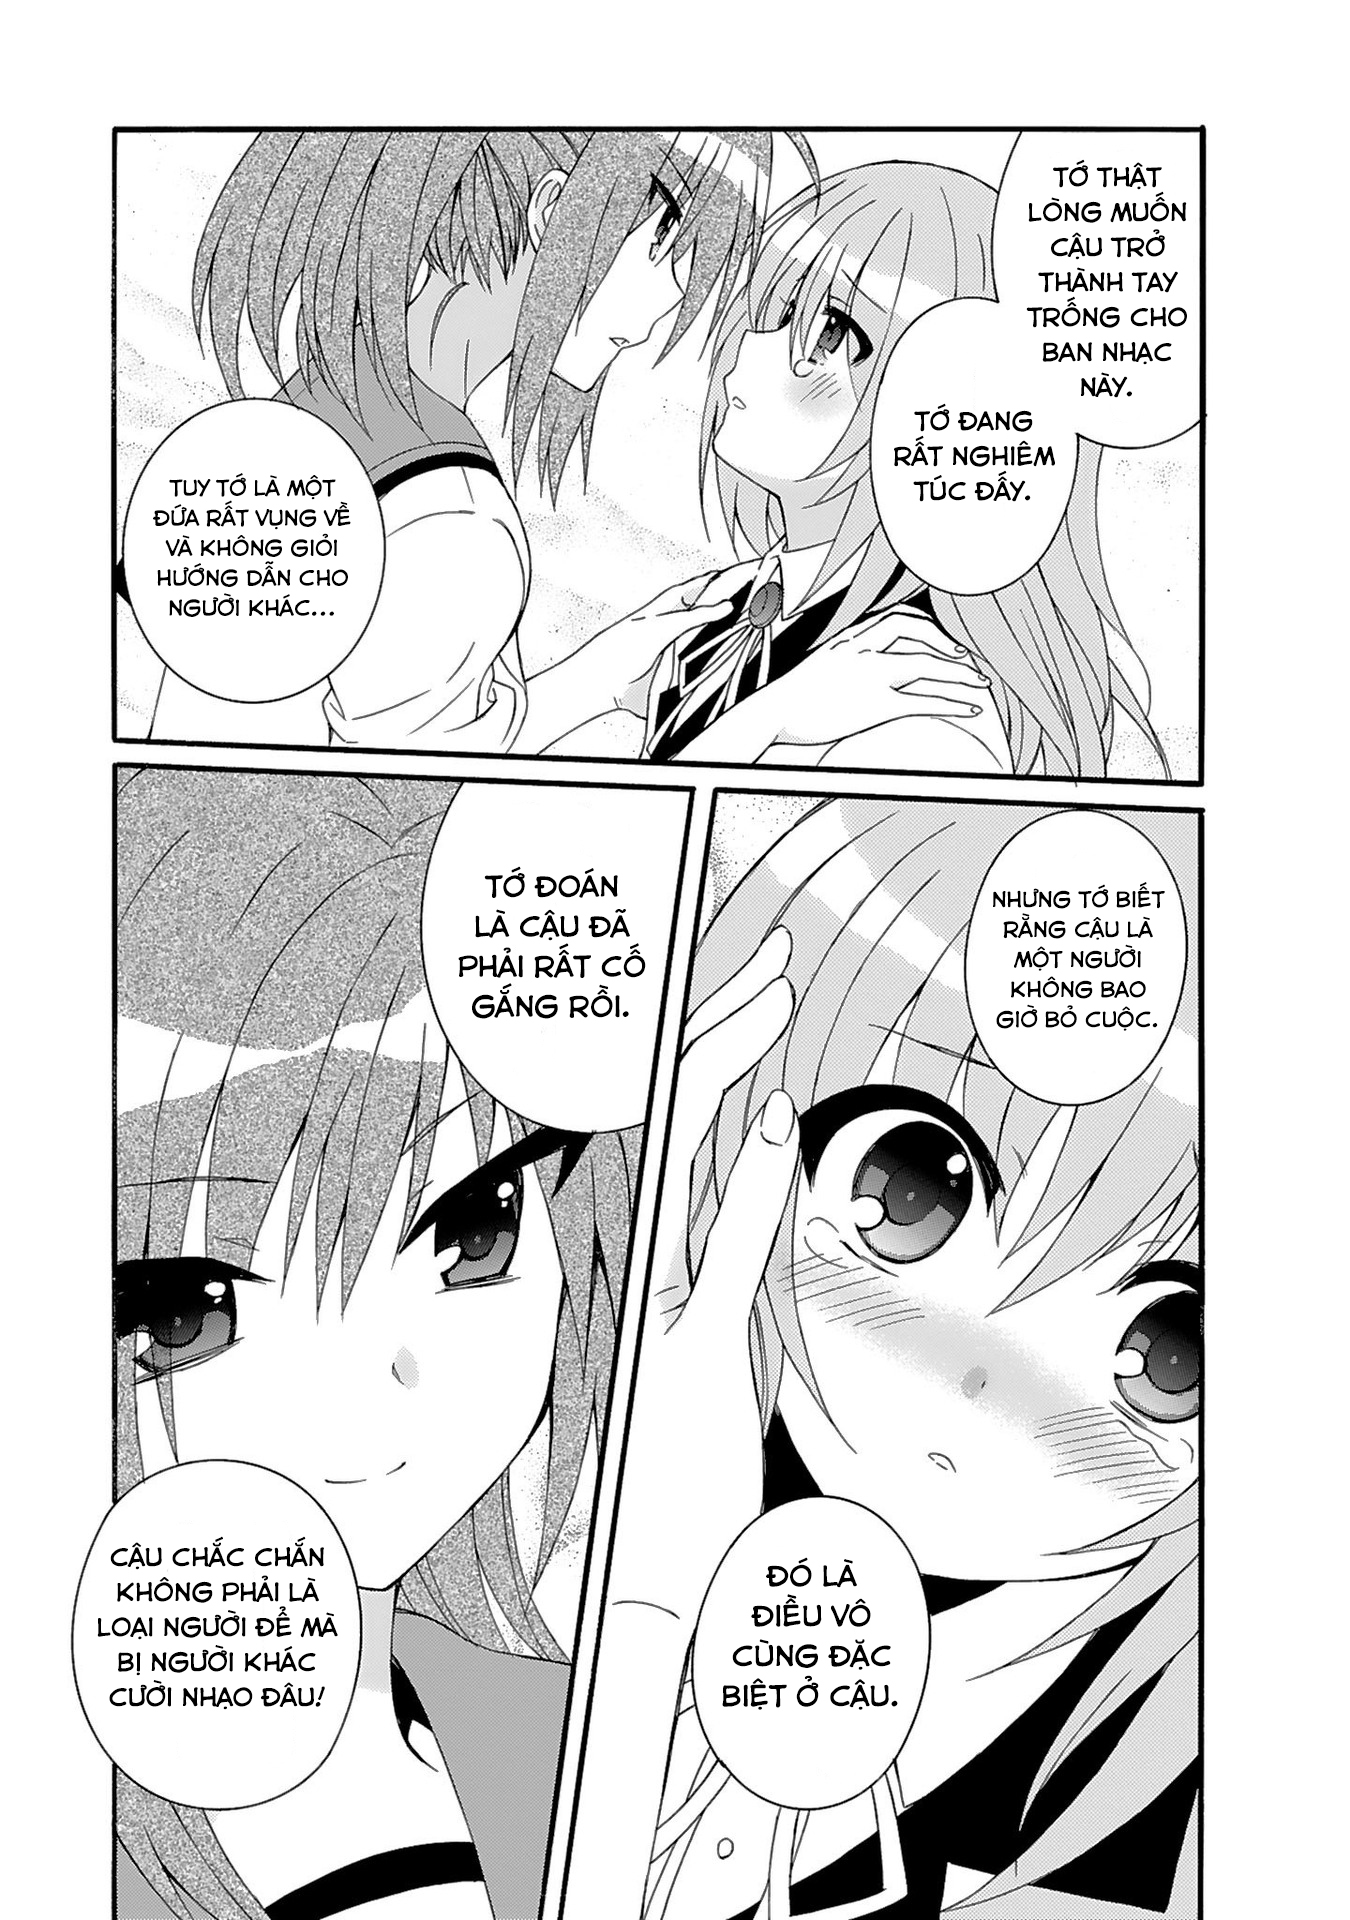 TỚ THẬT
LÒNG MUỐN
CẬU TRỞ
THÀNH TAY
TRỐNG CHO
BAN NHẠC
NÀY.
TỚ ĐANG
RẤT NGHIÊM
TÚC ĐẤY.
TUY TỚ LÀ MỘT
ĐỨA RẤT VỤNG VỀ
VÀ KHÔNG GIỎI
HƯỚNG DẪN CHO
NGƯỜI KHÁC...
NHƯNG TỚ BIẾT
RẰNG CẬU LÀ
MỘT NGƯỜI
KHÔNG BAO
GIỜ BỎ CUỘC.
ĐÓ LÀ
ĐIỀU VÔ
CÙNG ĐẶC
BIỆT Ở CẬU.
TỚ ĐOÁN
LÀ CẬU ĐÃ
PHẢI RẤT CỐ
GẮNG RỒI.
CẬU CHẮC CHẮN
KHÔNG PHẢI LÀ
LOẠI NGƯỜI ĐỂ MÀ
BỊ NGƯỜI KHÁC
CƯỜI NHẠO ĐÂU!